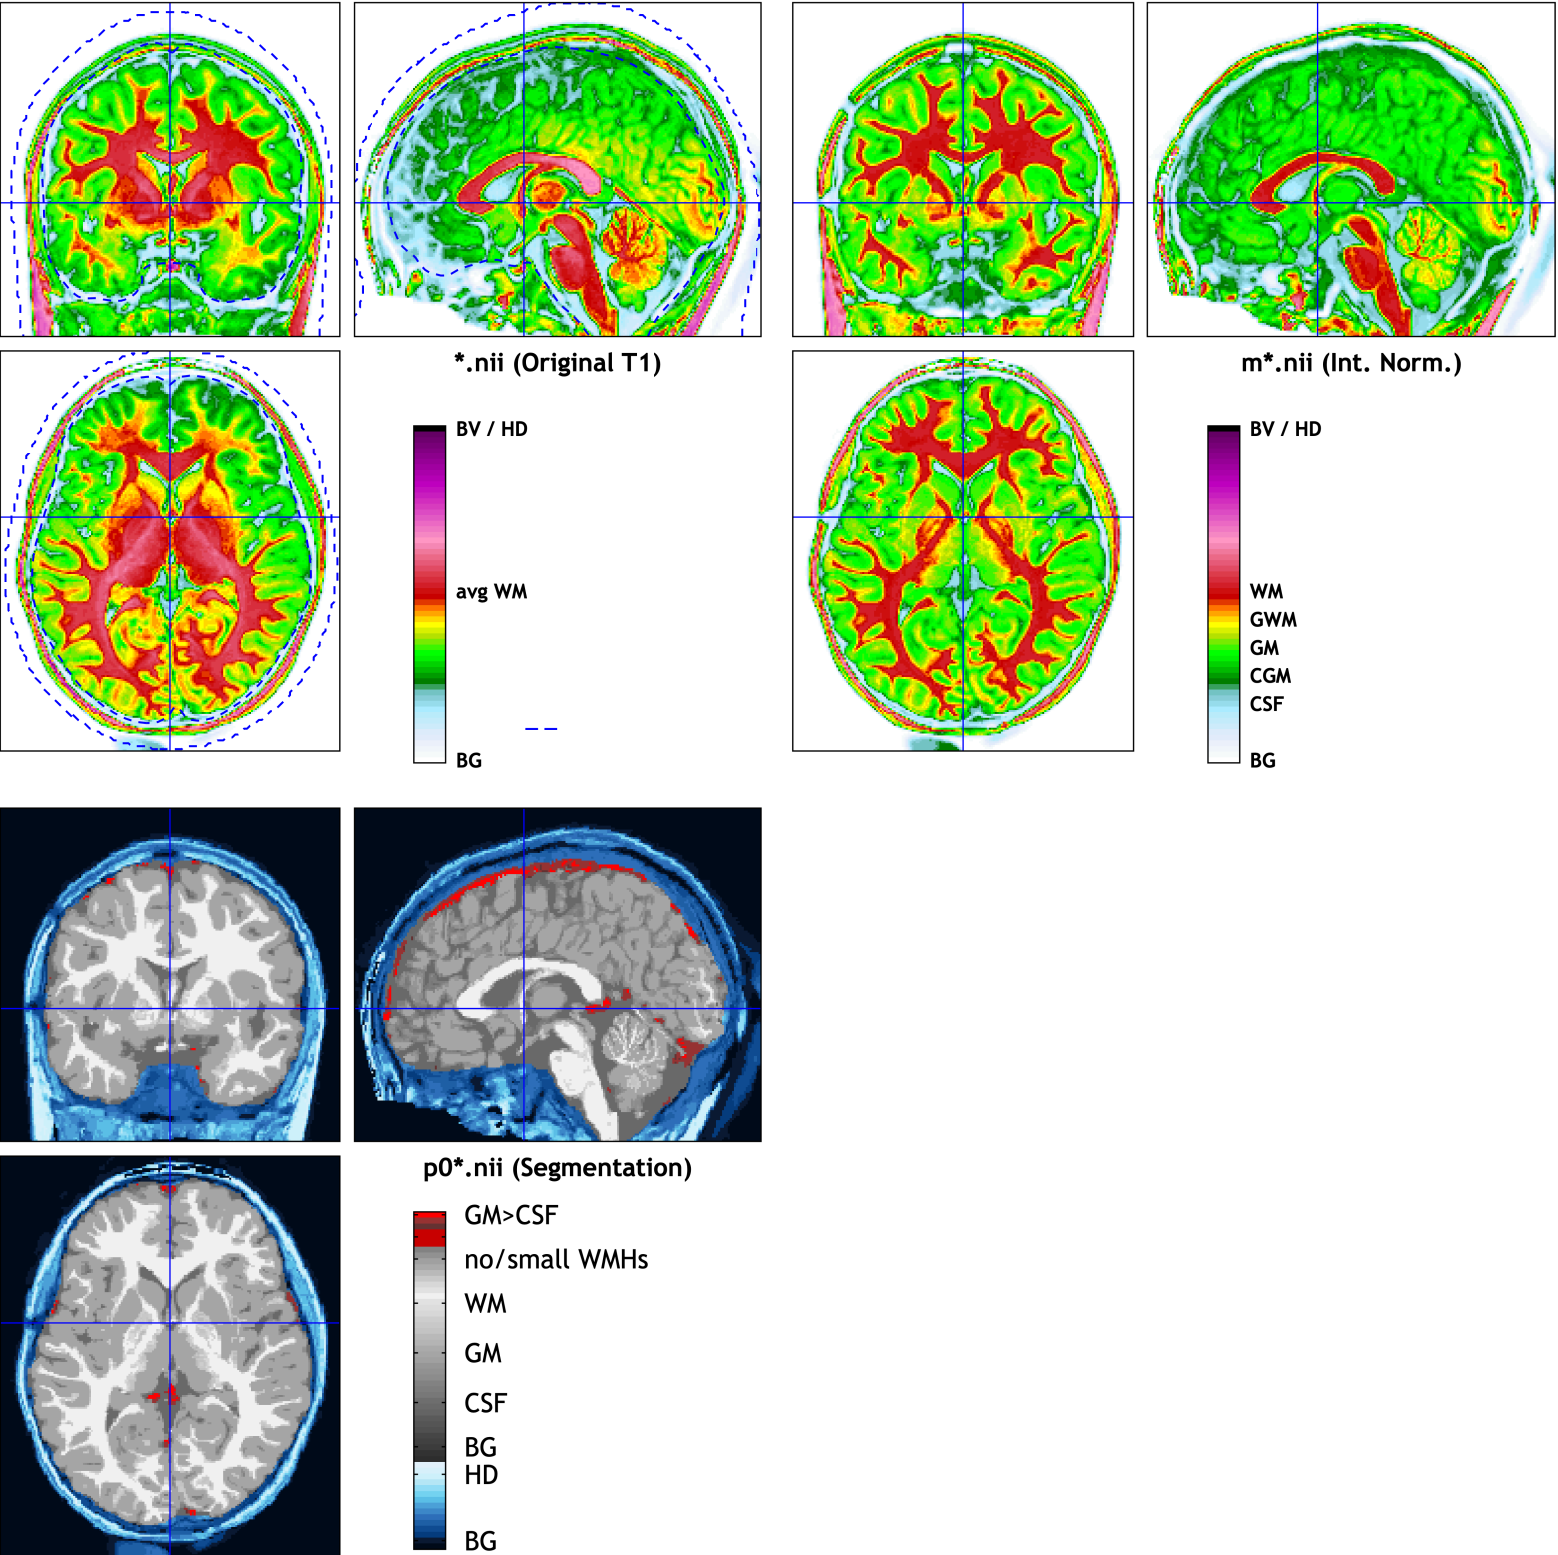 *.nii (Original T1)
BV / HD
avg WM
BG
m*.nii (Int. Norm.)
BV / HD
WM
GWM
GM
CGM
CSF
BG
p0*.nii (Segmentation)
GM>CSF
no/small WMHs
WM
GM
CSF
BG
HD
BG